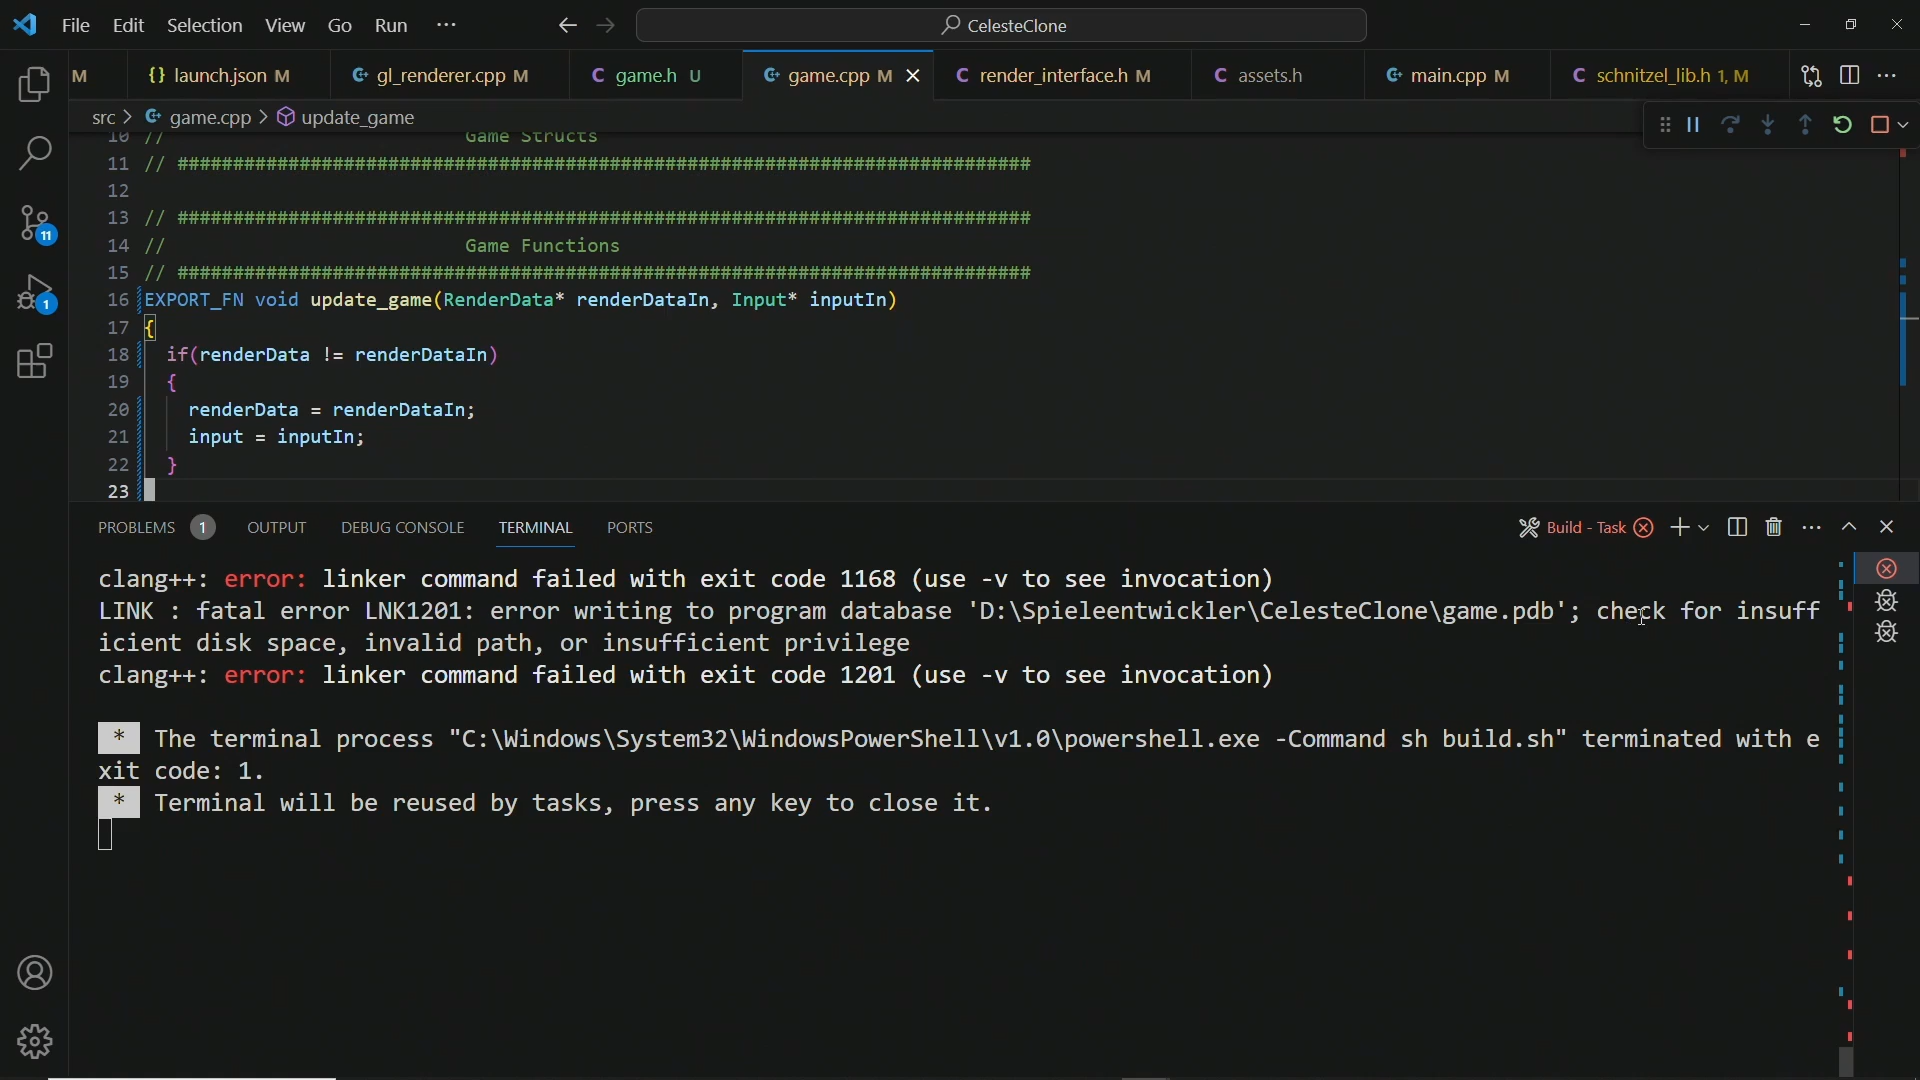 File Edit Selection View Go Run ··· CelesteClone
M launch.json M gl_renderer.cpp M game.h U game.cpp M render_interface.h M assets.h main.cpp M schnitzel_lib.h 1, M
src > game.cpp > update_game
10 // Game Structs
11 // #############################################################################
12
13 // #############################################################################
14 // Game Functions
15 // #############################################################################
16 EXPORT_FN void update_game(RenderData* renderDataIn, Input* inputIn)
17 {
18 if(renderData != renderDataIn)
19 {
20 renderData = renderDataIn;
21 input = inputIn;
22 }
23
11
1
PROBLEMS 1 OUTPUT DEBUG CONSOLE TERMINAL PORTS Build - Task
clang++: error: linker command failed with exit code 1168 (use -v to see invocation)
LINK : fatal error LNK1201: error writing to program database 'D:\Spieleentwickler\CelesteClone\game.pdb'; check for insuff
icient disk space, invalid path, or insufficient privilege
clang++: error: linker command failed with exit code 1201 (use -v to see invocation)
* The terminal process "C:\Windows\System32\WindowsPowerShell\v1.0\powershell.exe -Command sh build.sh" terminated with e
xit code: 1.
* Terminal will be reused by tasks, press any key to close it.